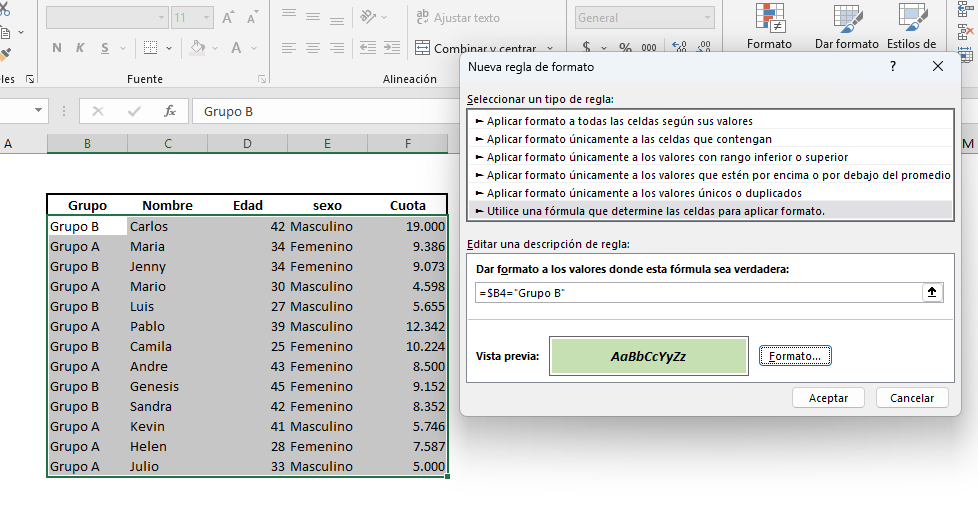 11 A A
ab Ajustar texto
General
N K S A
Combinar y centrar
$ % 000
Formato Dar formato Estilos de
les Fuente Alineación
Nueva regla de formato ? ×
Seleccionar un tipo de regla:
► Aplicar formato a todas las celdas según sus valores
► Aplicar formato únicamente a las celdas que contengan
► Aplicar formato únicamente a los valores con rango inferior o superior
► Aplicar formato únicamente a los valores que estén por encima o por debajo del promedio
► Aplicar formato únicamente a los valores únicos o duplicados
► Utilice una fórmula que determine las celdas para aplicar formato.
Editar una descripción de regla:
Dar formato a los valores donde esta fórmula sea verdadera:
=$B4="Grupo B"
Vista previa: AaBbCcYyZz Formato...
Aceptar Cancelar
fx Grupo B
A B C D E F M
Grupo Nombre Edad sexo Cuota
Grupo B Carlos 42 Masculino 19.000
Grupo A Maria 34 Femenino 9.386
Grupo B Jenny 34 Femenino 9.073
Grupo A Mario 30 Masculino 4.598
Grupo B Luis 27 Masculino 5.655
Grupo A Pablo 39 Masculino 12.342
Grupo B Camila 25 Femenino 10.224
Grupo A Andre 43 Femenino 8.500
Grupo B Genesis 45 Femenino 9.152
Grupo B Sandra 42 Femenino 8.352
Grupo A Kevin 41 Masculino 5.746
Grupo A Helen 28 Femenino 7.587
Grupo A Julio 33 Masculino 5.000